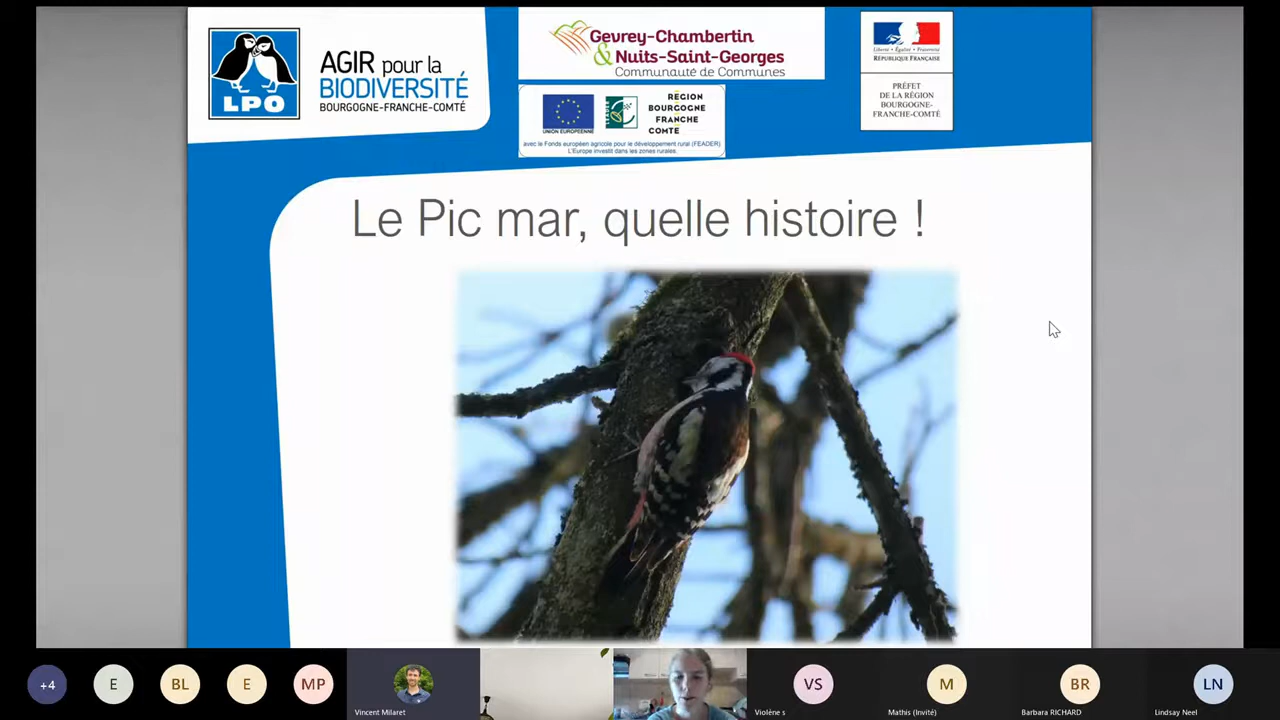 LPO
AGIR pour la
BIODIVERSITÉ
BOURGOGNE-FRANCHE-COMTÉ
Gevrey-Chambertin
& Nuits-Saint-Georges
Communauté de Communes
UNION EUROPEENNE
REGION
BOURGOGNE
FRANCHE
COMTE
avec le Fonds européen agricole pour le développement rural (FEADER)
L'Europe investit dans les zones rurales.
Liberté • Égalité • Fraternité
RÉPUBLIQUE FRANÇAISE
PRÉFET
DE LA RÉGION
BOURGOGNE-
FRANCHE-COMTÉ
Le Pic mar, quelle histoire !
+4
E
BL
E
MP
Vincent Milaret
VS
Violène s
M
Mathis (Invité)
BR
Barbara RICHARD
LN
Lindsay Neel